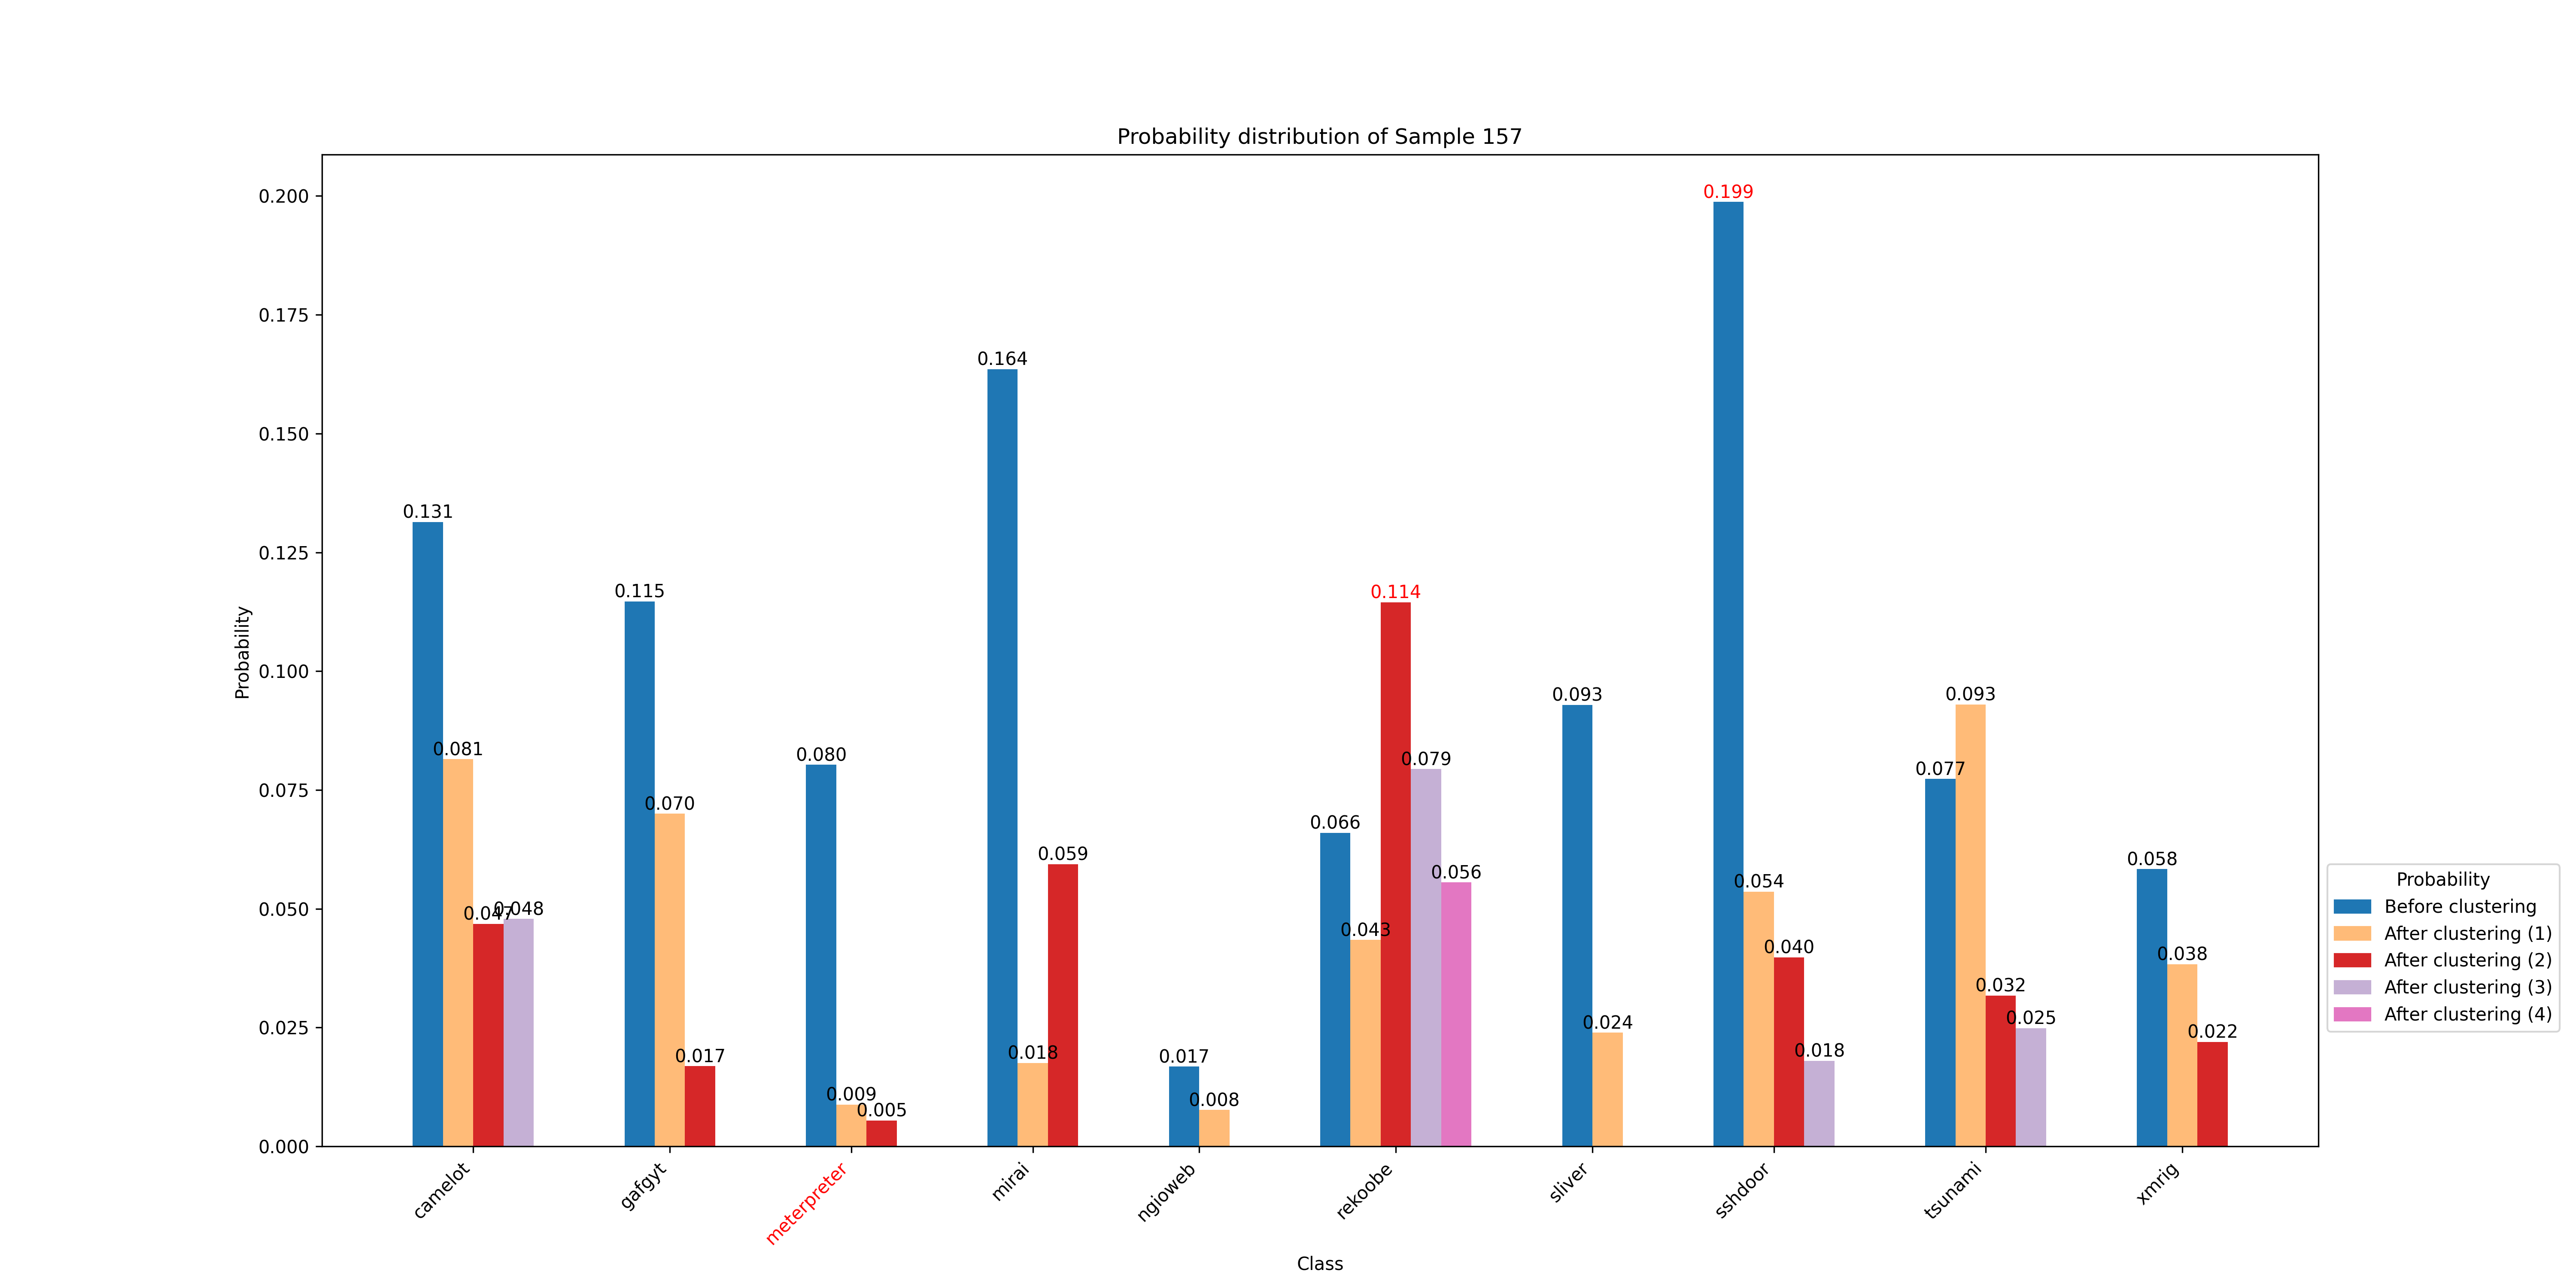 Probability distribution of Sample 157
Probability
0.200
0.175
0.150
0.125
0.100
0.075
0.050
0.025
0.000
0.131
0.081
0.047
0.048
0.115
0.070
0.017
0.080
0.009
0.005
0.164
0.018
0.059
0.017
0.008
0.066
0.043
0.114
0.079
0.056
0.093
0.024
0.199
0.054
0.040
0.018
0.077
0.093
0.032
0.025
0.058
0.038
0.022
camelot
gafgyt
meterpreter
mirai
ngioweb
rekoobe
sliver
sshdoor
tsunami
xmrig
Class
Probability
Before clustering
After clustering (1)
After clustering (2)
After clustering (3)
After clustering (4)